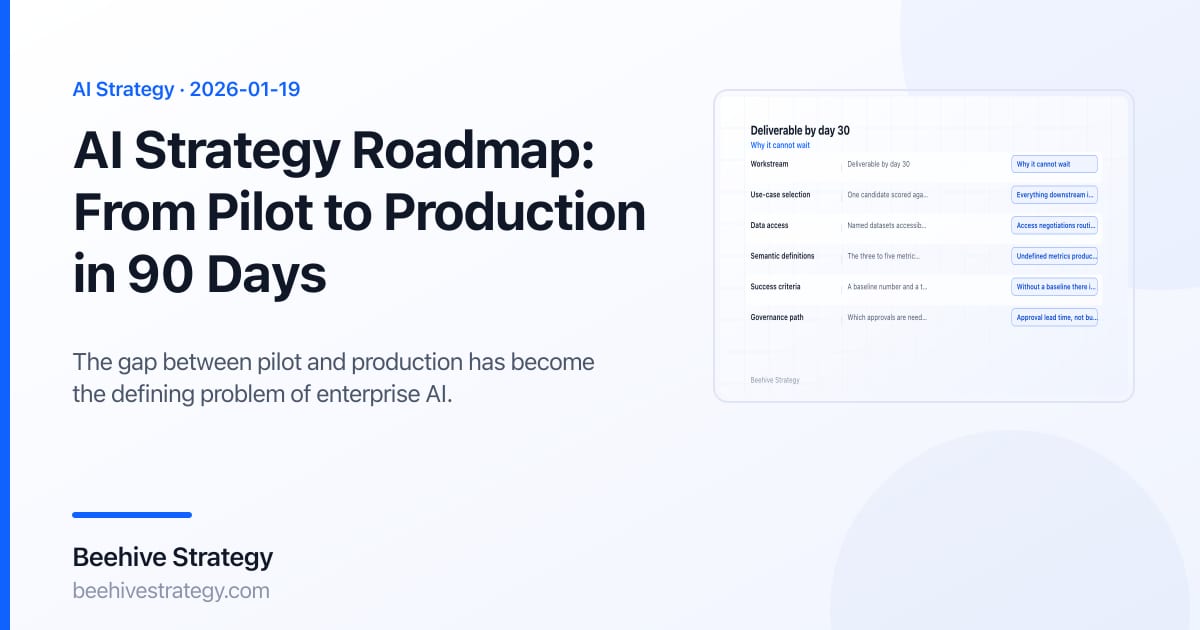 AI Strategy · 2026-01-19
AI Strategy Roadmap:
From Pilot to Production
in 90 Days
The gap between pilot and production has become
the defining problem of enterprise AI.
Beehive Strategy
beehivestrategy.com
Deliverable by day 30
Why it cannot wait
Workstream Deliverable by day 30 Why it cannot wait
Use-case selection One candidate scored aga... Everything downstream i...
Data access Named datasets accessib... Access negotiations routi...
Semantic definitions The three to five metric... Undefined metrics produc...
Success criteria A baseline number and a t... Without a baseline there i...
Governance path Which approvals are need... Approval lead time, not bu...
Beehive Strategy